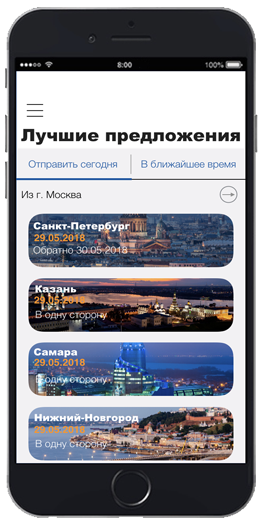 8:00 100%
Лучшие предложения
Отправить сегодня В ближайшее время
Из г. Москва
Санкт-Петербург
29.05.2018
Обратно 30.05.2018
Казань
29.05.2018
В одну сторону
Самара
29.05.2018
В одну сторону
Нижний-Новгород
29.05.2018
В одну сторону